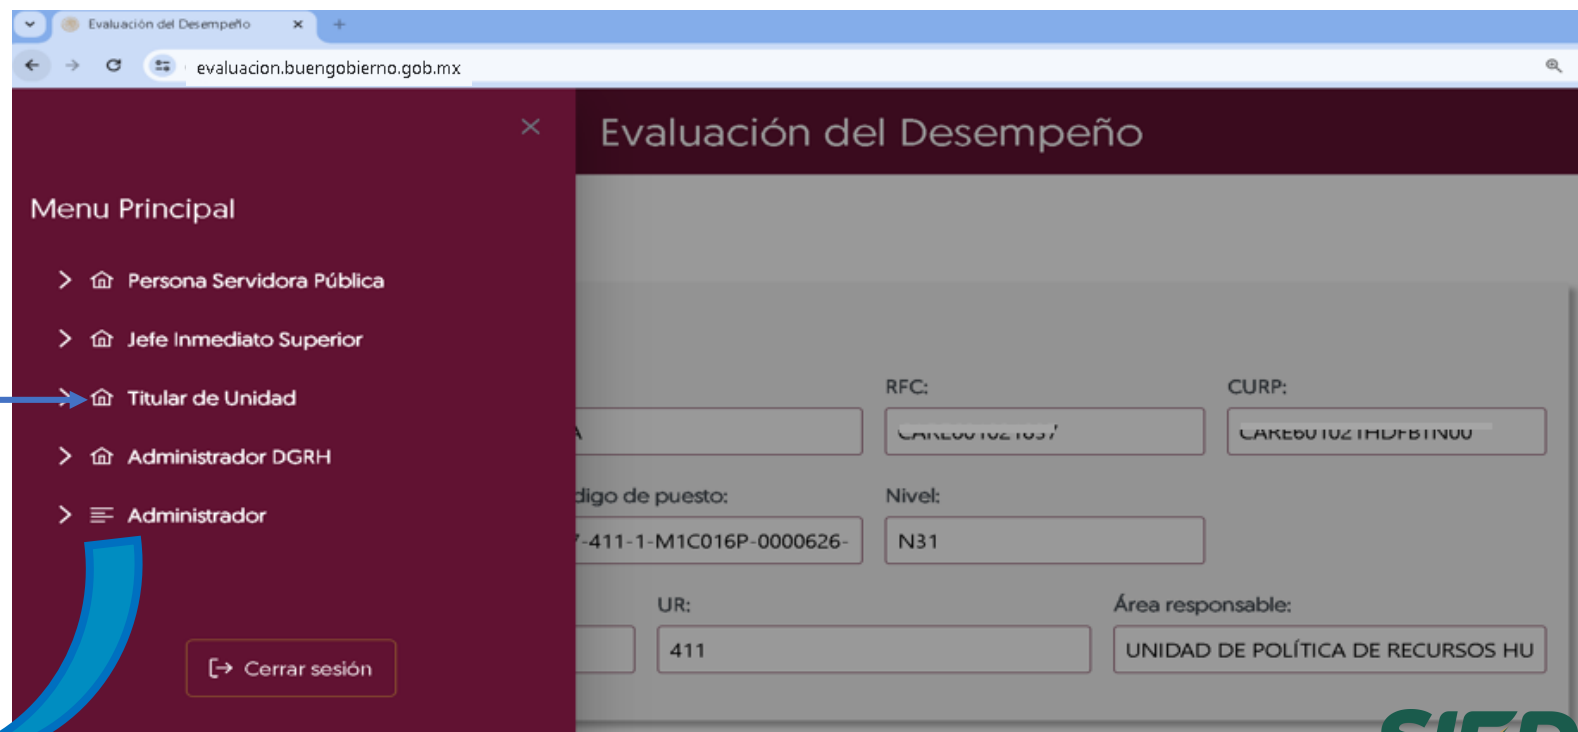 Evaluación del Desempeño
evaluacion.buengobierno.gob.mx
Evaluación del Desempeño
Menu Principal
Persona Servidora Pública
Jefe Inmediato Superior
Titular de Unidad
Administrador DGRH
Administrador
Cerrar sesión
RFC:
CURP:
digo de puesto:
Nivel:
7-411-1-M1C016P-0000626-
N31
UR:
Área responsable:
411
UNIDAD DE POLÍTICA DE RECURSOS HU